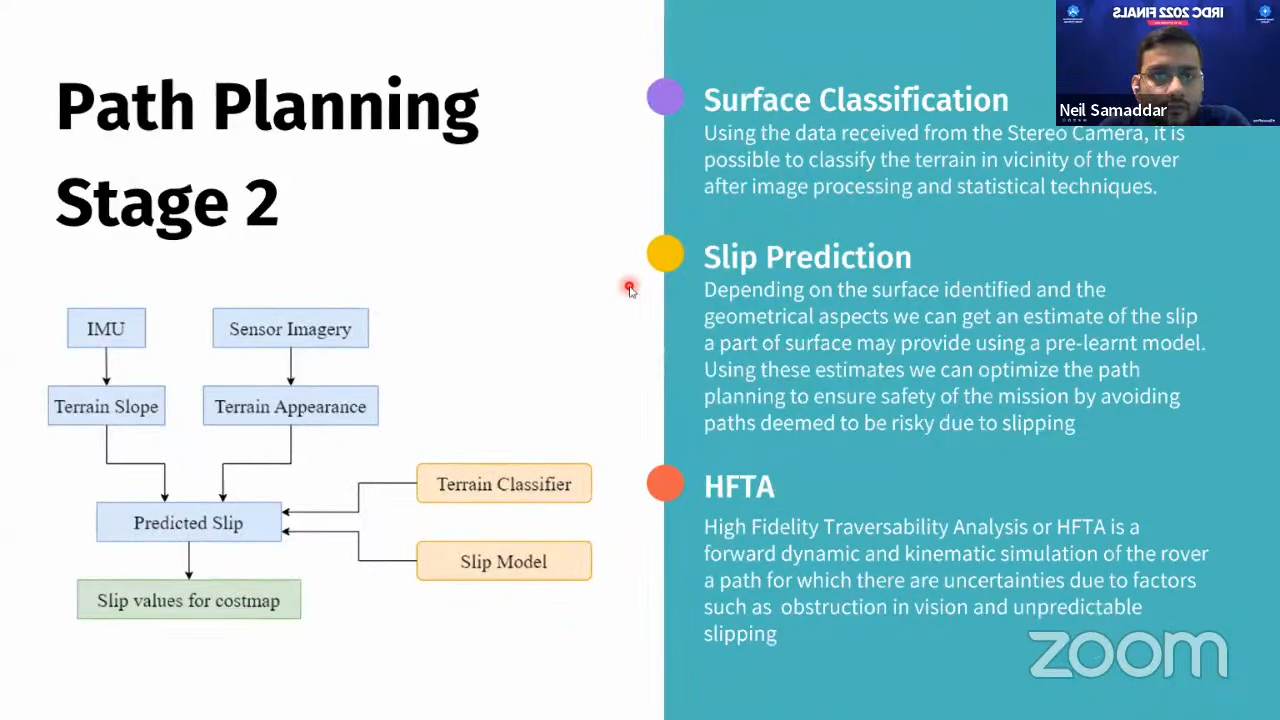 Path Planning
Stage 2
IMU
Sensor Imagery
Terrain Slope
Terrain Appearance
Terrain Classifier
Predicted Slip
Slip Model
Slip values for costmap
Surface Classification
Using the data received from the Stereo Camera, it is
possible to classify the terrain in vicinity of the rover
after image processing and statistical techniques.
Slip Prediction
Depending on the surface identified and the
geometrical aspects we can get an estimate of the slip
a part of surface may provide using a pre-learnt model.
Using these estimates we can optimize the path
planning to ensure safety of the mission by avoiding
paths deemed to be risky due to slipping
HFTA
High Fidelity Traversability Analysis or HFTA is a
forward dynamic and kinematic simulation of the rover
a path for which there are uncertainties due to factors
such as obstruction in vision and unpredictable
slipping
IRDC 2022 FINALS
Neil Samaddar
zoom